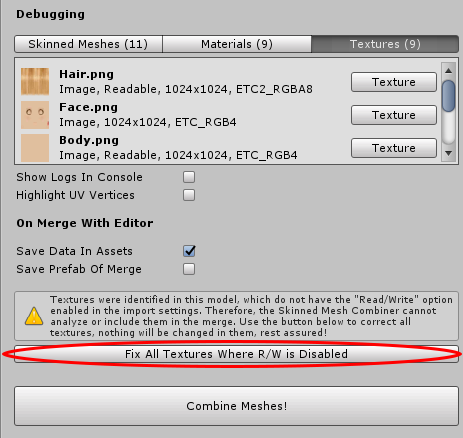 Debugging
Skinned Meshes (11)
Materials (9)
Textures (9)
Hair.png
Image, Readable, 1024x1024, ETC2_RGBA8
Texture
Face.png
Image, 1024x1024, ETC_RGB4
Texture
Body.png
Image, Readable, 1024x1024, ETC_RGB4
Texture
Show Logs In Console
Highlight UV Vertices
On Merge With Editor
Save Data In Assets
Save Prefab Of Merge
Textures were identified in this model, which do not have the "Read/Write" option
enabled in the import settings. Therefore, the Skinned Mesh Combiner cannot
analyze or include them in the merge. Use the button below to correct all
textures, nothing will be changed in them, rest assured!
Fix All Textures Where R/W is Disabled
Combine Meshes!